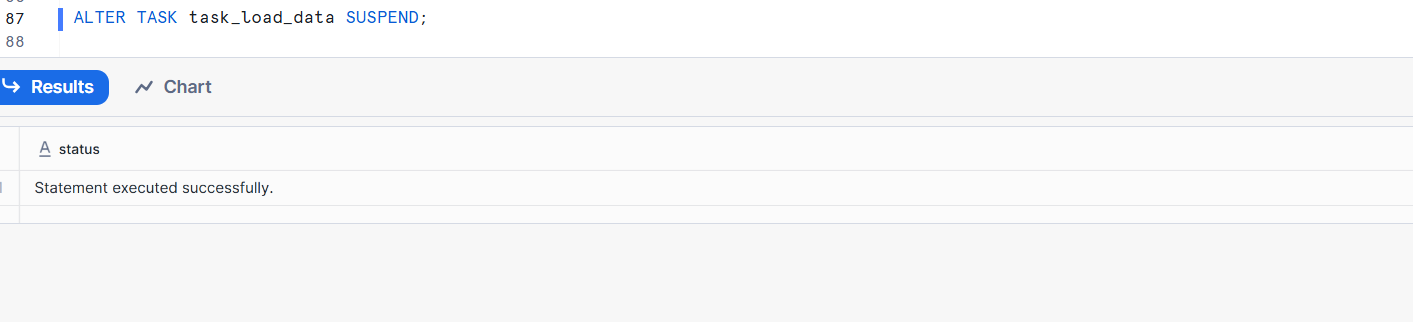 87 ALTER TASK task_load_data SUSPEND;
88
Results Chart
A status
Statement executed successfully.